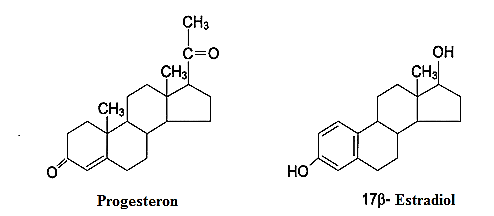 CH₃
C=O
CH₃
CH₃
O
Progesteron
OH
CH₃
HO
17β- Estradiol